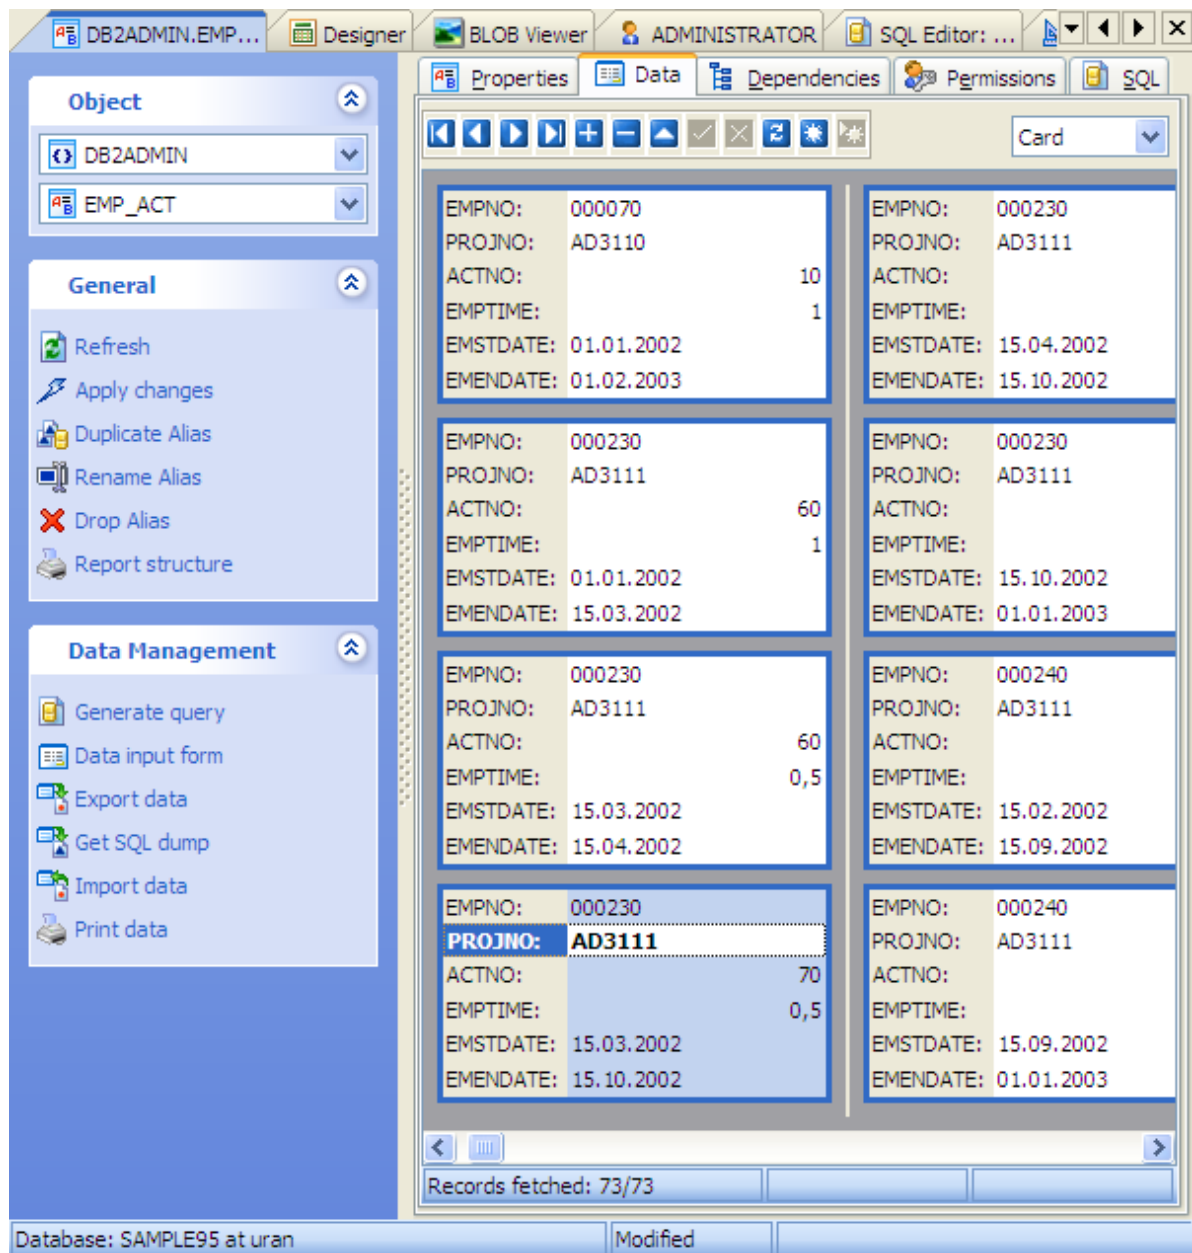 DB2ADMIN.EMP... Designer BLOB Viewer ADMINISTRATOR SQL Editor: ...
Object
DB2ADMIN
EMP_ACT
General
Refresh
Apply changes
Duplicate Alias
Rename Alias
Drop Alias
Report structure
Data Management
Generate query
Data input form
Export data
Get SQL dump
Import data
Print data
Properties Data Dependencies Permissions SQL
Card
EMPNO: 000070
PROJNO: AD3110
ACTNO: 10
EMPTIME: 1
EMSTDATE: 01.01.2002
EMENDATE: 01.02.2003
EMPNO: 000230
PROJNO: AD3111
ACTNO: 60
EMPTIME: 1
EMSTDATE: 01.01.2002
EMENDATE: 15.03.2002
EMPNO: 000230
PROJNO: AD3111
ACTNO: 60
EMPTIME: 0,5
EMSTDATE: 15.03.2002
EMENDATE: 15.04.2002
EMPNO: 000230
PROJNO: AD3111
ACTNO: 70
EMPTIME: 0,5
EMSTDATE: 15.03.2002
EMENDATE: 15.10.2002
EMPNO: 000230
PROJNO: AD3111
ACTNO:
EMPTIME:
EMSTDATE: 15.04.2002
EMENDATE: 15.10.2002
EMPNO: 000230
PROJNO: AD3111
ACTNO:
EMPTIME:
EMSTDATE: 15.10.2002
EMENDATE: 01.01.2003
EMPNO: 000240
PROJNO: AD3111
ACTNO:
EMPTIME:
EMSTDATE: 15.02.2002
EMENDATE: 15.09.2002
EMPNO: 000240
PROJNO: AD3111
ACTNO:
EMPTIME:
EMSTDATE: 15.09.2002
EMENDATE: 01.01.2003
Records fetched: 73/73
Database: SAMPLE95 at uran Modified